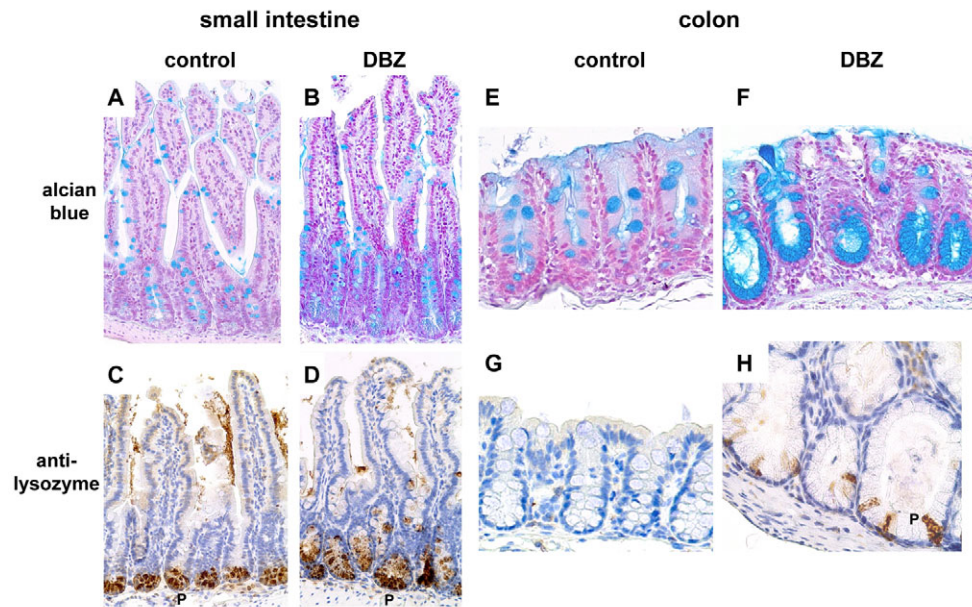 small intestine colon
control DBZ control DBZ
A B E F
alcian
blue
C D G H
anti-
lysozyme
P P P